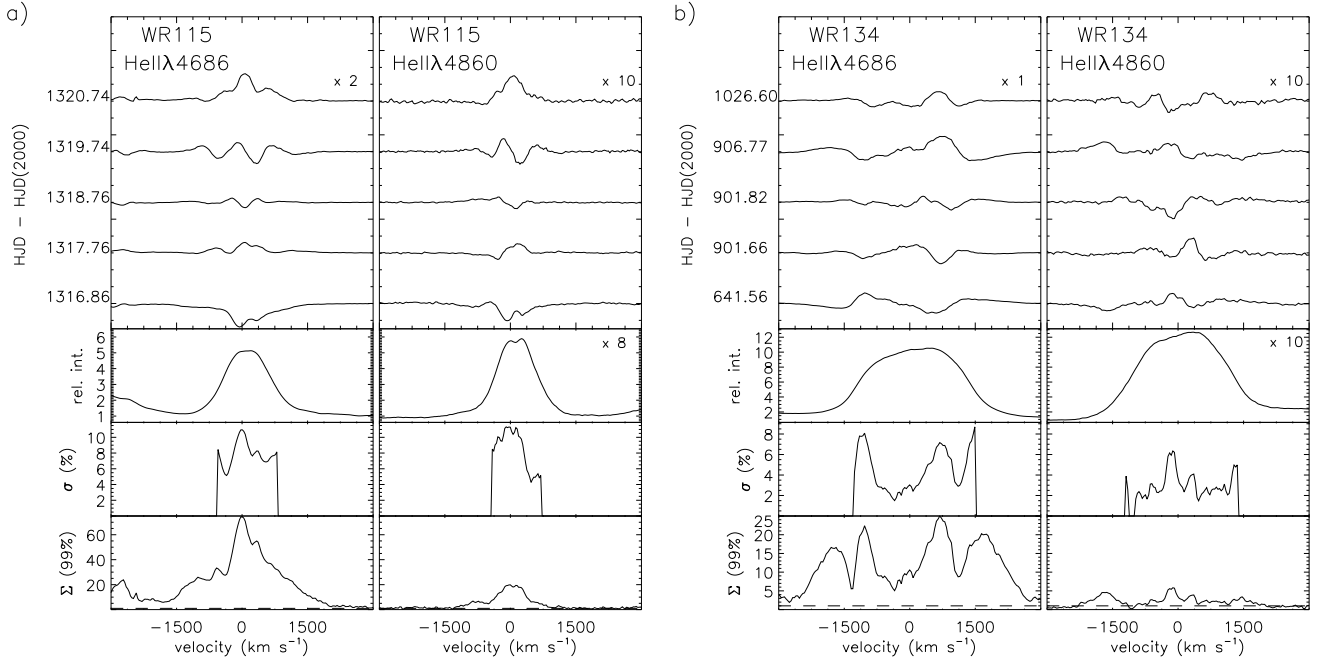 a)
WR115
HeIIλ4686
x 2
WR115
HeIIλ4860
x 10
HJD - HJD(2000)
1320.74
1319.74
1318.76
1317.76
1316.86
rel. int.
6
5
4
3
2
1
x 8
σ (%)
10
8
6
4
2
Σ (99%)
60
40
20
-1500 0 1500
velocity (km s⁻¹)
-1500 0 1500
velocity (km s⁻¹)
b)
WR134
HeIIλ4686
x 1
WR134
HeIIλ4860
x 10
HJD - HJD(2000)
1026.60
906.77
901.82
901.66
641.56
rel. int.
12
10
8
6
4
2
x 10
σ (%)
8
6
4
2
Σ (99%)
25
20
15
10
5
-1500 0 1500
velocity (km s⁻¹)
-1500 0 1500
velocity (km s⁻¹)